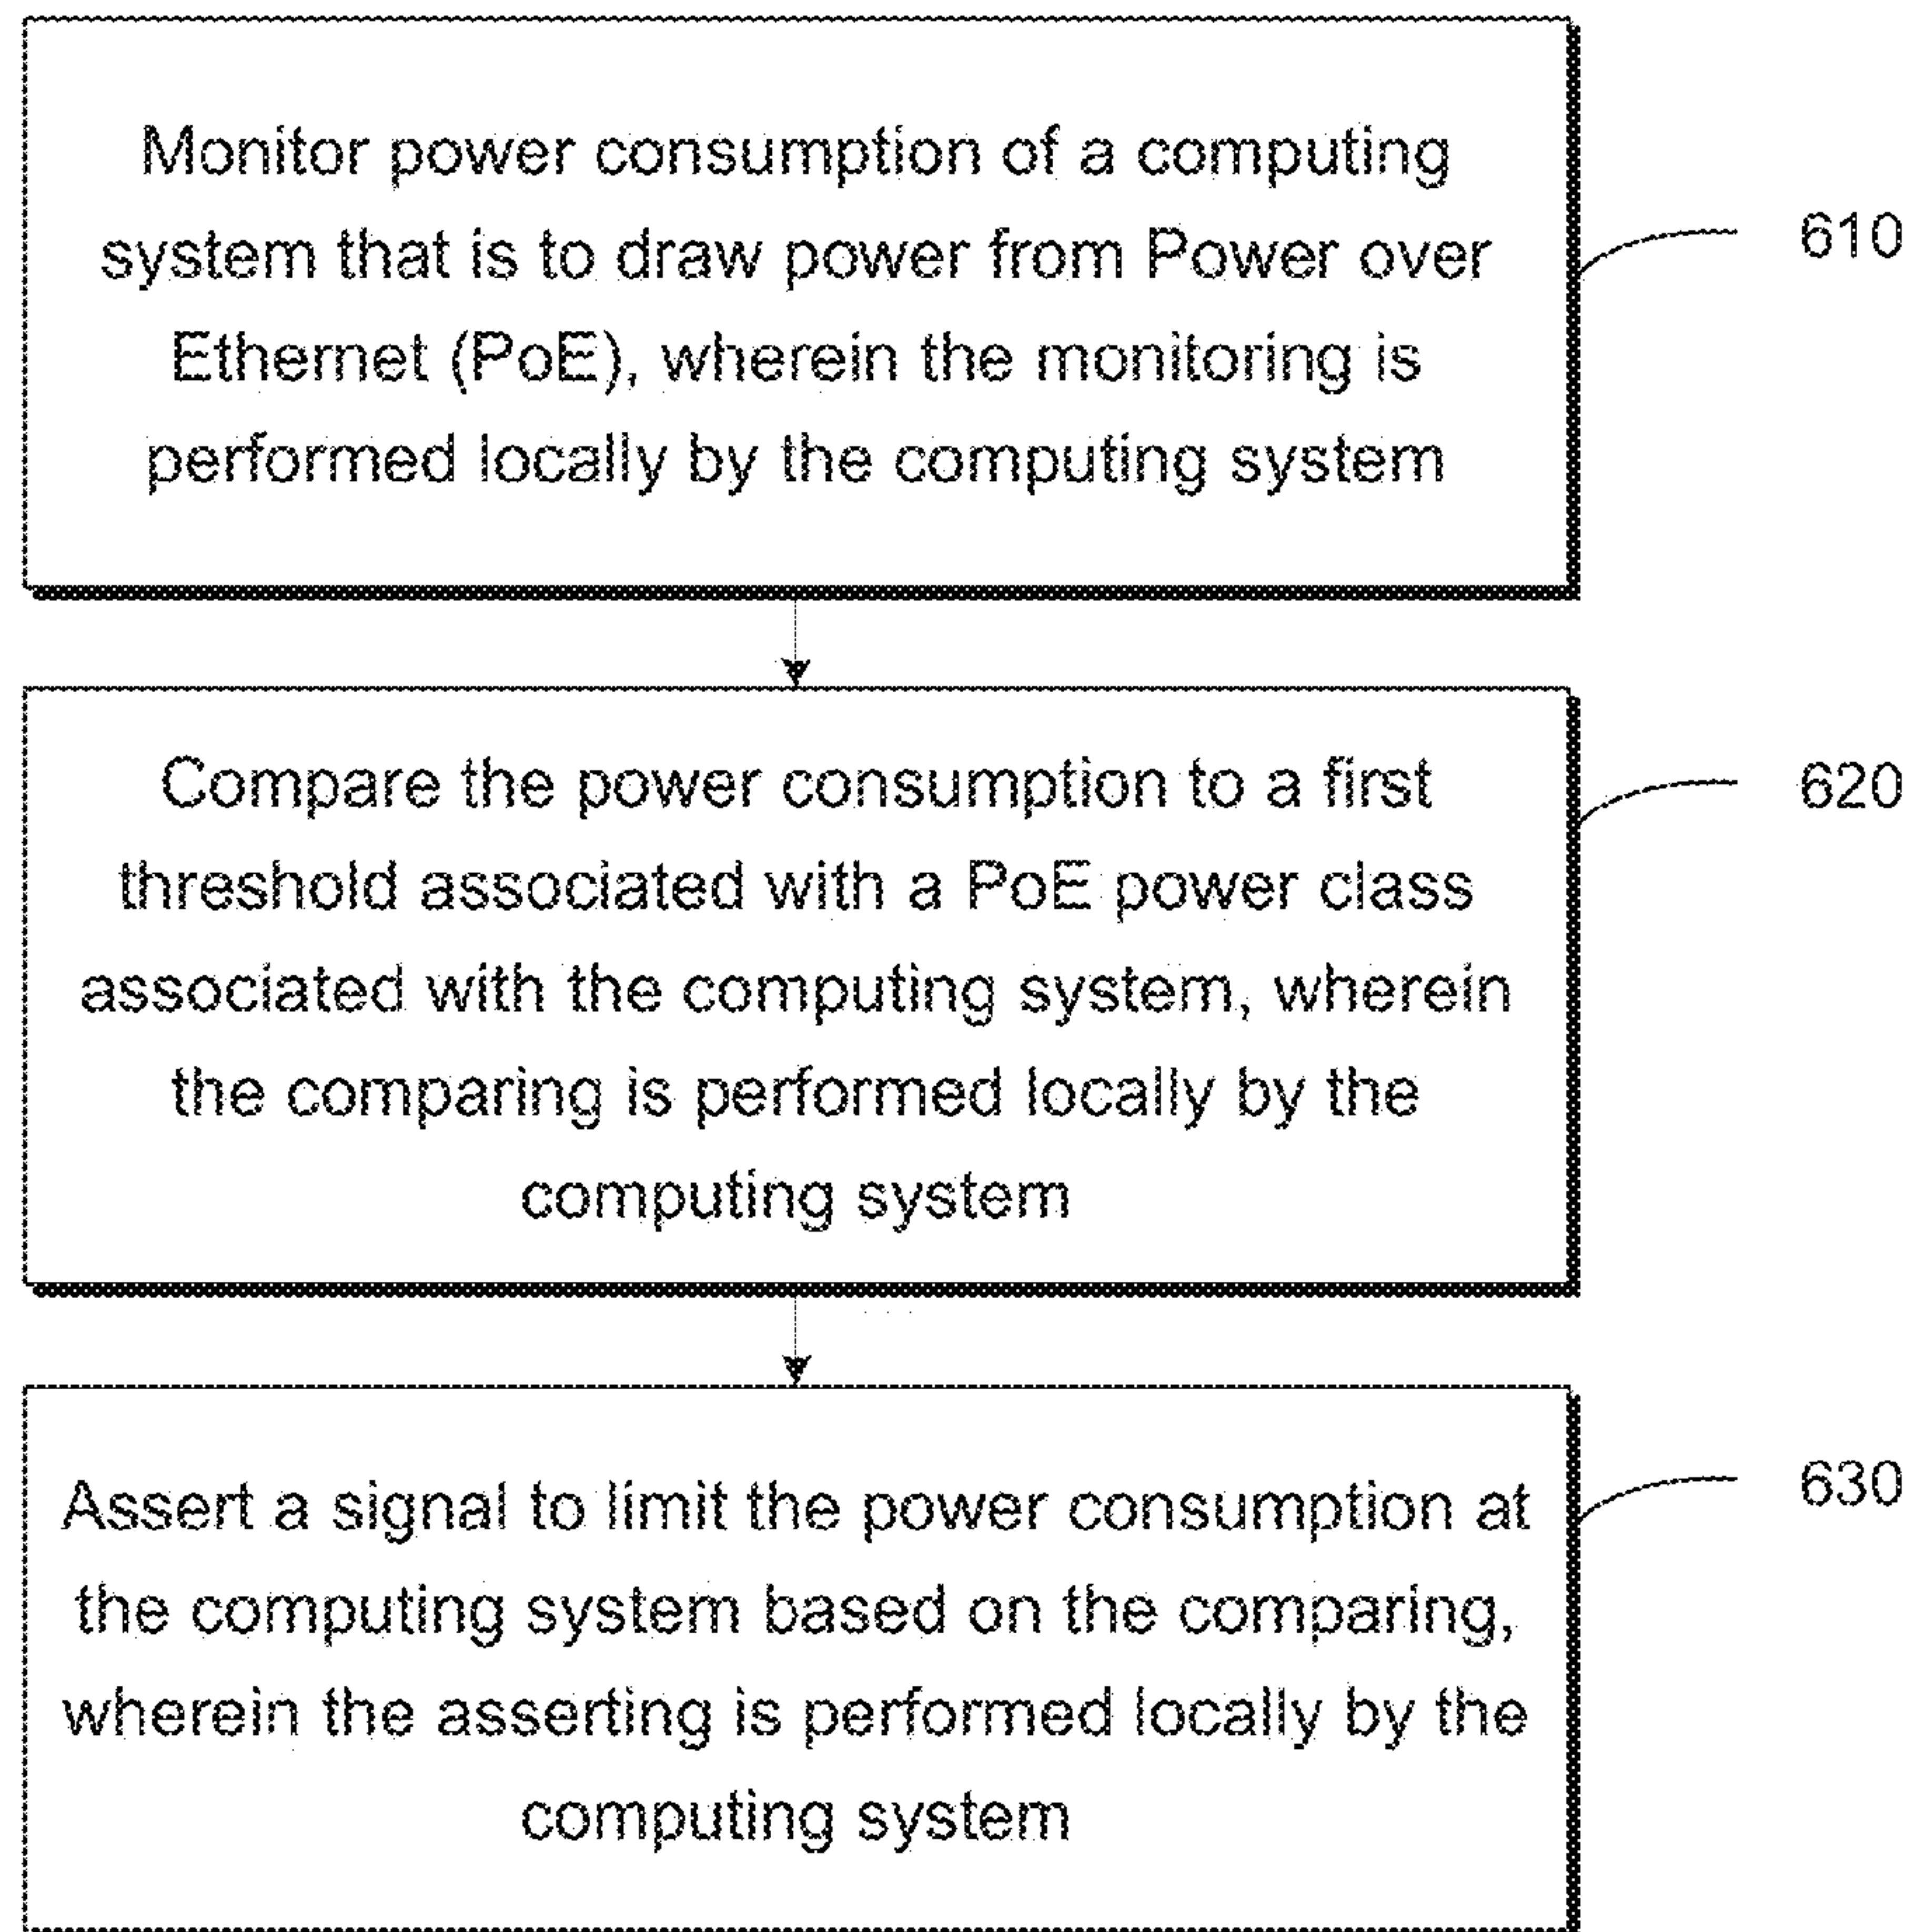 Monitor power consumption of a computing
system that is to draw power from Power over
Ethernet (PoE), wherein the monitoring is
performed locally by the computing system
610
Compare the power consumption to a first
threshold associated with a PoE power class
associated with the computing system, wherein
the comparing is performed locally by the
computing system
620
Assert a signal to limit the power consumption at
the computing system based on the comparing,
wherein the asserting is performed locally by the
computing system
630